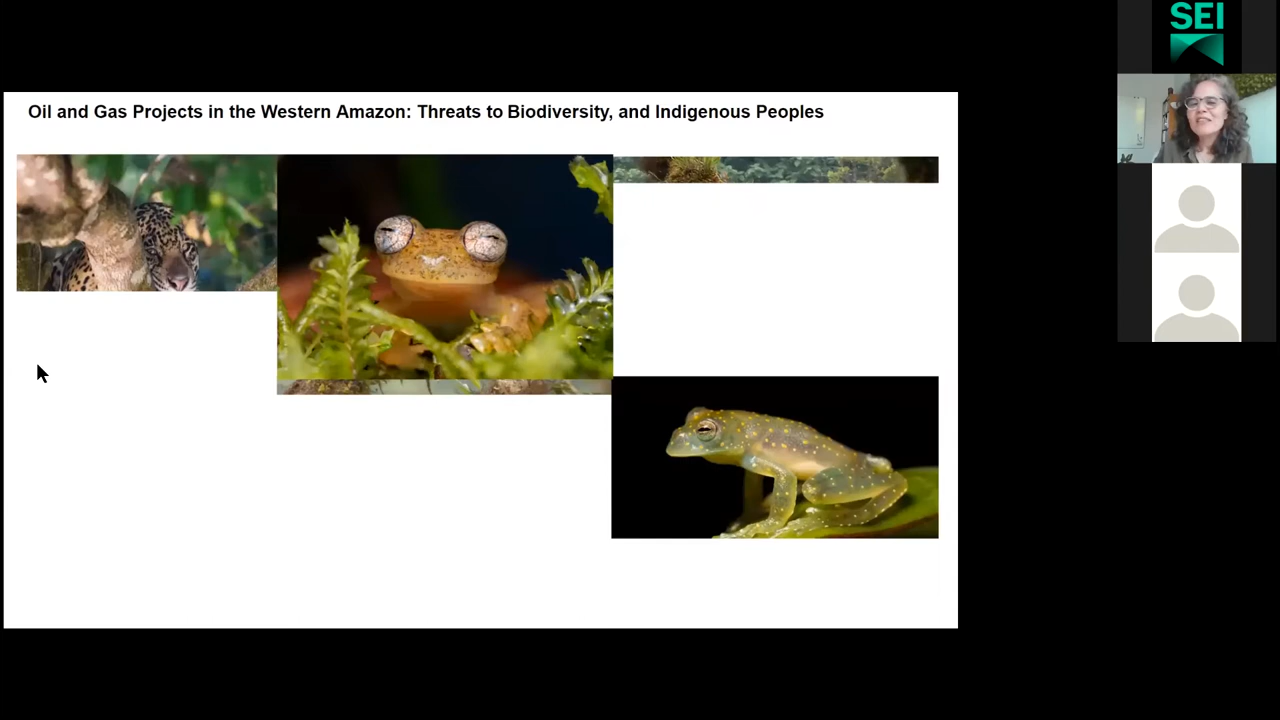 SEI
Oil and Gas Projects in the Western Amazon: Threats to Biodiversity, and Indigenous Peoples